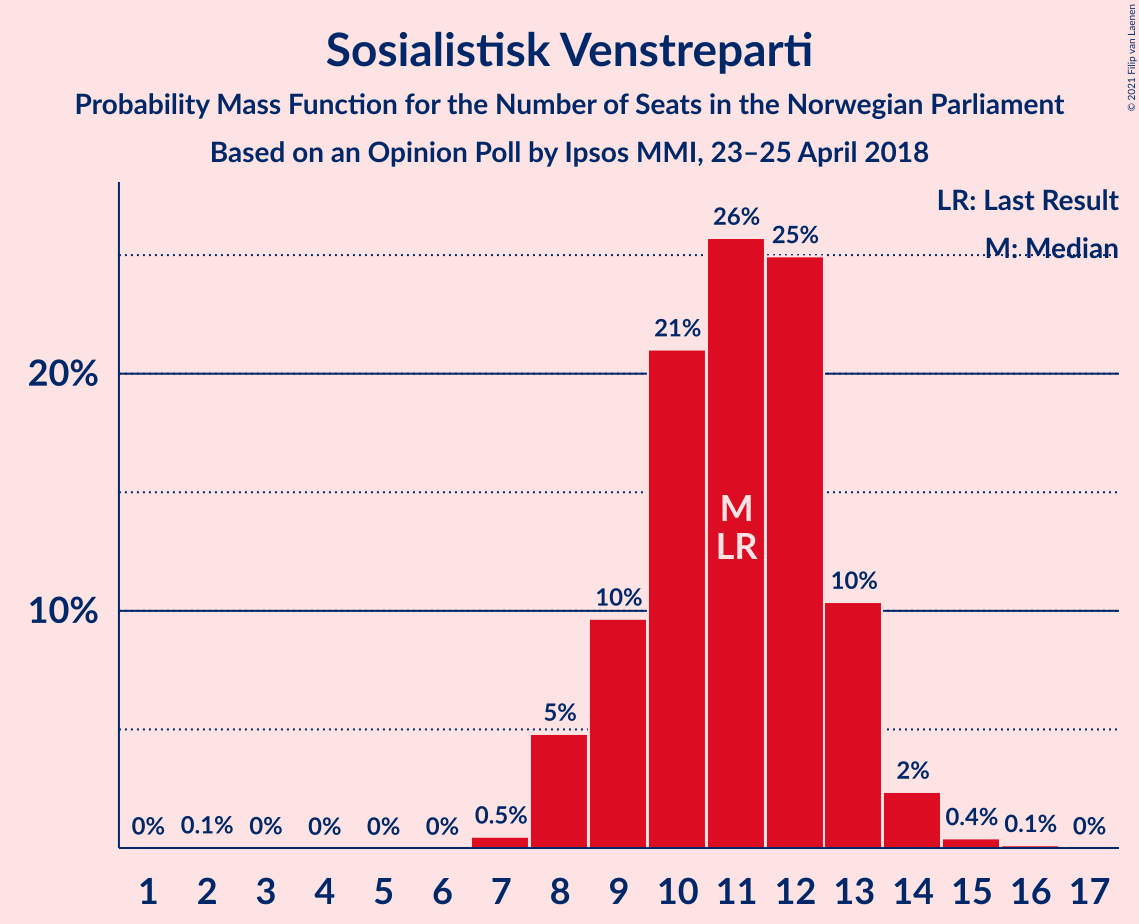 Sosialistisk Venstreparti
Probability Mass Function for the Number of Seats in the Norwegian Parliament
Based on an Opinion Poll by Ipsos MMI, 23–25 April 2018
© 2021 Filip van Laenen
LR: Last Result
M: Median
26%
25%
21%
20%
M
LR
10%
10%
10%
5%
2%
0% 0.1% 0% 0% 0% 0% 0.5% 0.4% 0.1% 0%
1 2 3 4 5 6 7 8 9 10 11 12 13 14 15 16 17